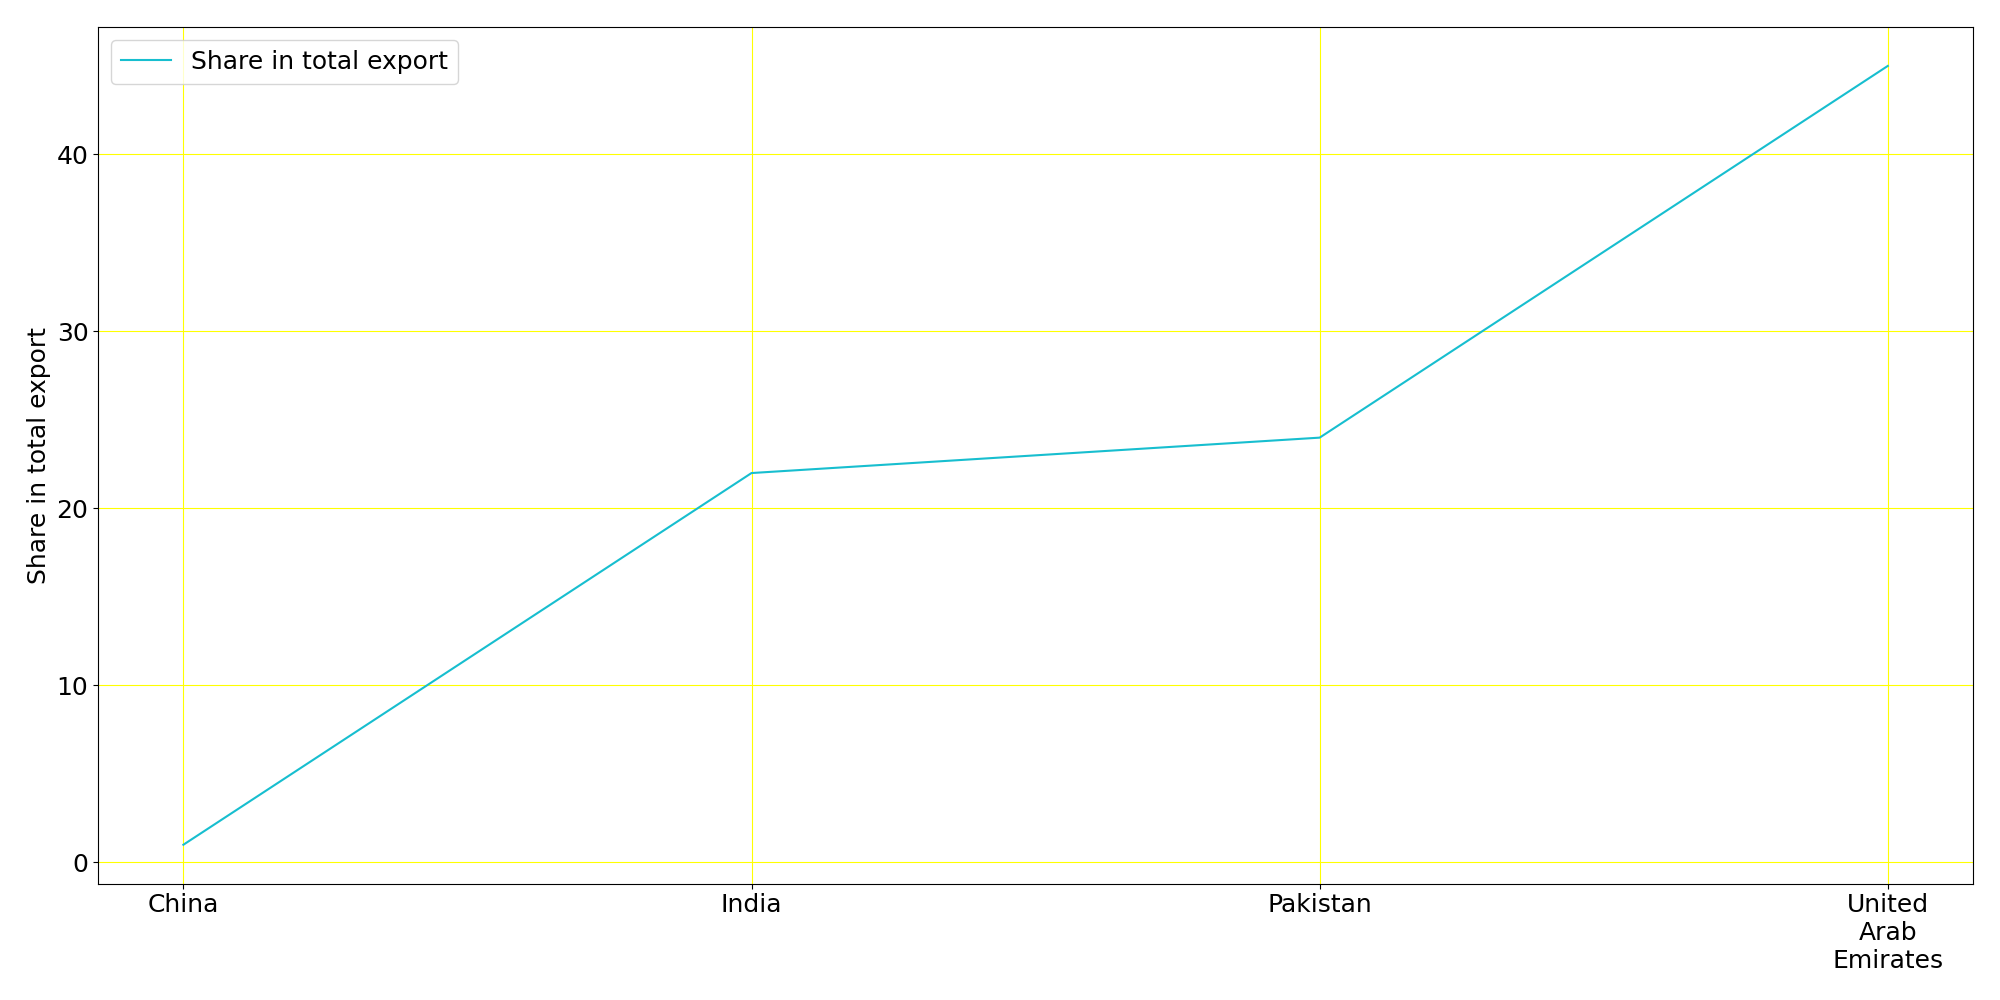 Share in total export
Share in total export
40
30
20
10
0
China
India
Pakistan
United
Arab
Emirates